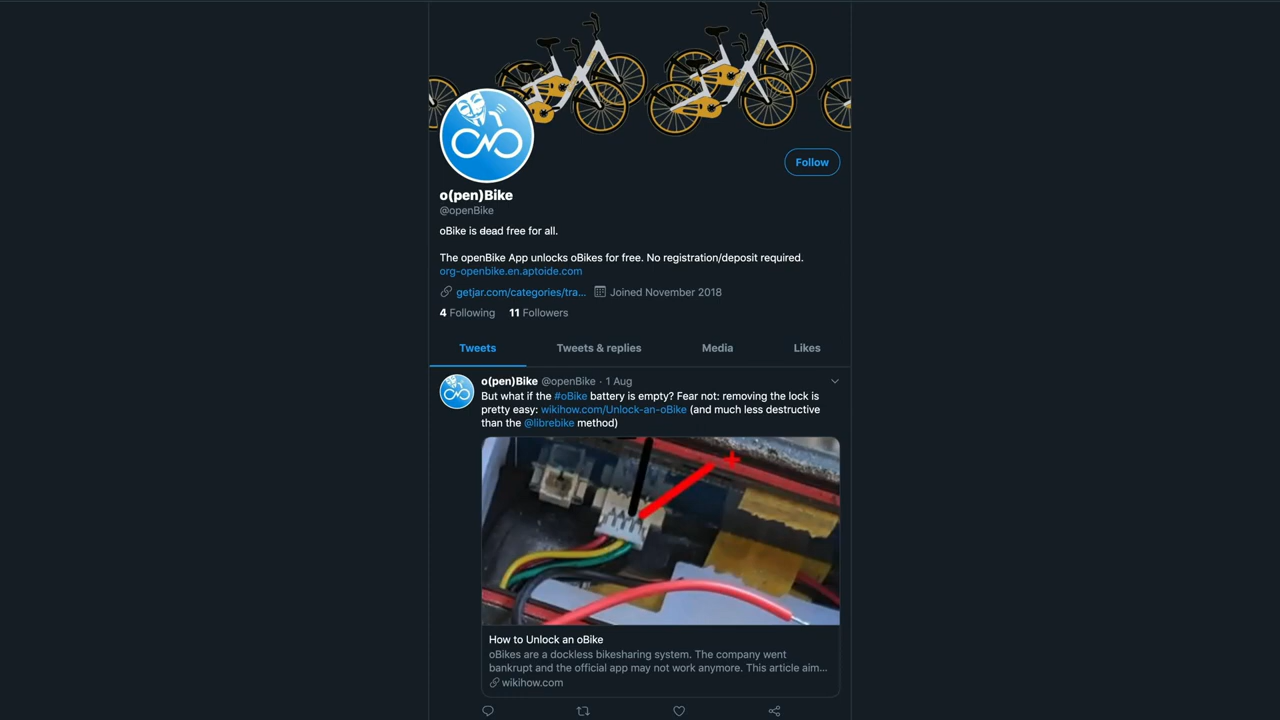 Follow
o(pen)Bike
@openBike
oBike is dead free for all.
The openBike App unlocks oBikes for free. No registration/deposit required.
org-openbike.en.aptoide.com
getjar.com/categories/tra... Joined November 2018
4 Following 11 Followers
Tweets Tweets & replies Media Likes
o(pen)Bike @openBike · 1 Aug
But what if the #oBike battery is empty? Fear not: removing the lock is
pretty easy: wikihow.com/Unlock-an-oBike (and much less destructive
than the @librebike method)
How to Unlock an oBike
oBikes are a dockless bikesharing system. The company went
bankrupt and the official app may not work anymore. This article aim...
wikihow.com